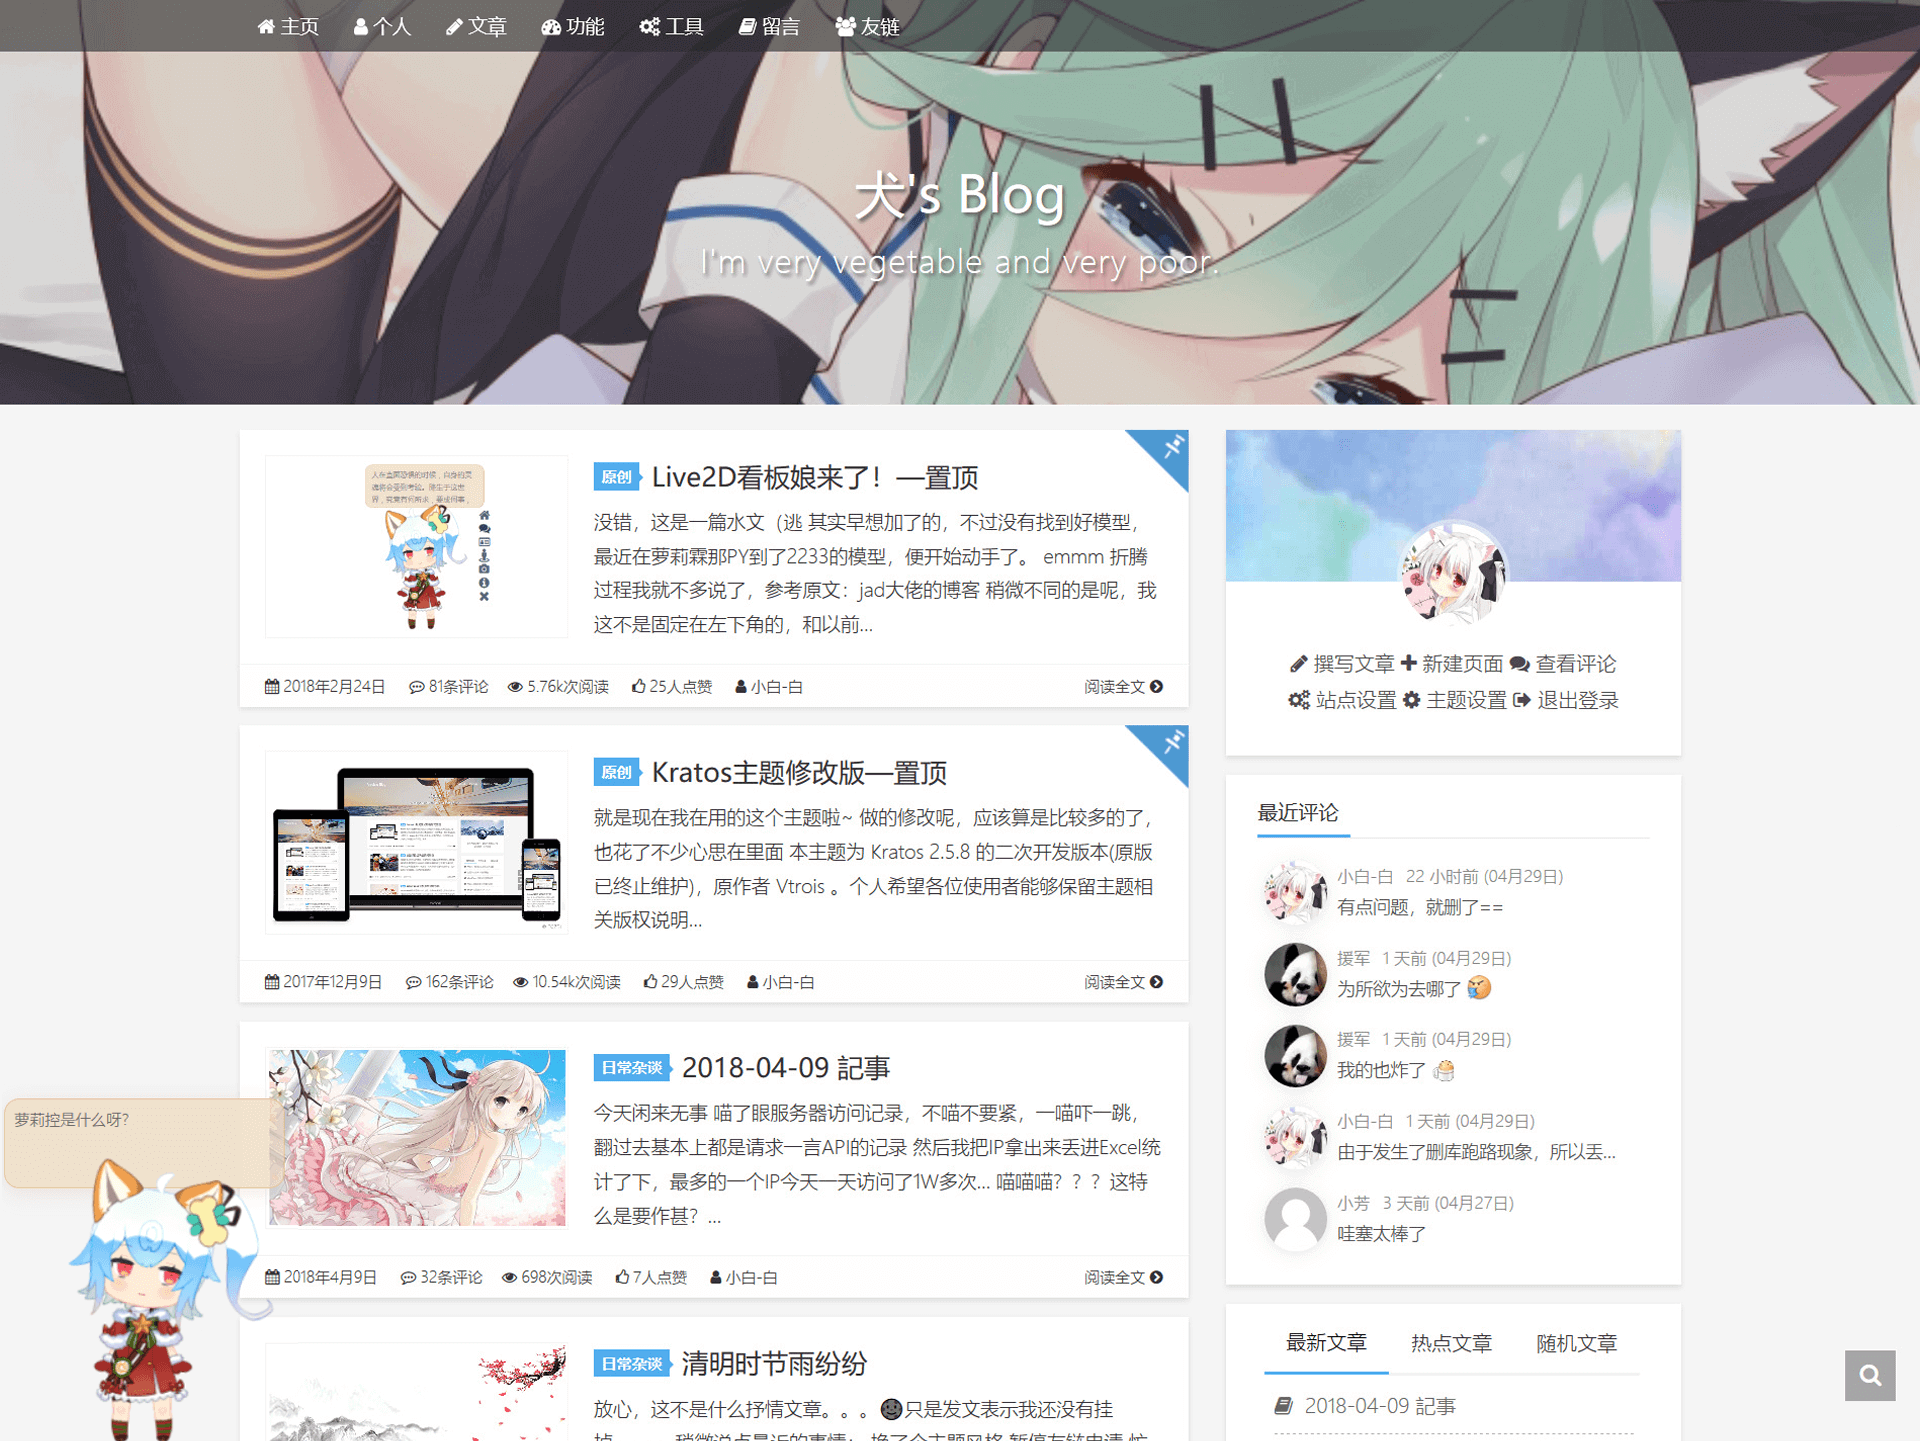 主页 个人 文章 功能 工具 留言 友链
犬's Blog
I'm very vegetable and very poor.
原创 Live2D看板娘来了！—置顶
没错，这是一篇水文（逃 其实早想加了的，不过没有找到好模型，
最近在萝莉霖那PY到了2233的模型，便开始动手了。 emmm 折腾
过程我就不多说了，参考原文：jad大佬的博客 稍微不同的是呢，我
这不是固定在左下角的，和以前...
2018年2月24日 81条评论 5.76k次阅读 25人点赞 小白-白 阅读全文
原创 Kratos主题修改版—置顶
就是现在我在用的这个主题啦~ 做的修改呢，应该算是比较多的了，
也花了不少心思在里面 本主题为 Kratos 2.5.8 的二次开发版本(原版
已终止维护)，原作者 Vtrois 。个人希望各位使用者能够保留主题相
关版权说明...
2017年12月9日 162条评论 10.54k次阅读 29人点赞 小白-白 阅读全文
日常杂谈 2018-04-09 記事
今天闲来无事 喵了眼服务器访问记录，不喵不要紧，一喵吓一跳，
翻过去基本上都是请求一言API的记录 然后我把IP拿出来丢进Excel统
计了下，最多的一个IP今天一天访问了1W多次... 喵喵喵？？？这特
么是要作甚？...
2018年4月9日 32条评论 698次阅读 7人点赞 小白-白 阅读全文
萝莉控是什么呀?
日常杂谈 清明时节雨纷纷
放心，这不是什么抒情文章。。。只是发文表示我还没有挂
撰写文章 新建页面 查看评论
站点设置 主题设置 退出登录
最近评论
小白-白 22 小时前 (04月29日)
有点问题，就删了==
援军 1 天前 (04月29日)
为所欲为去哪了
援军 1 天前 (04月29日)
我的也炸了
小白-白 1 天前 (04月29日)
由于发生了删库跑路现象，所以丢...
小芳 3 天前 (04月27日)
哇塞太棒了
最新文章 热点文章 随机文章
2018-04-09 記事